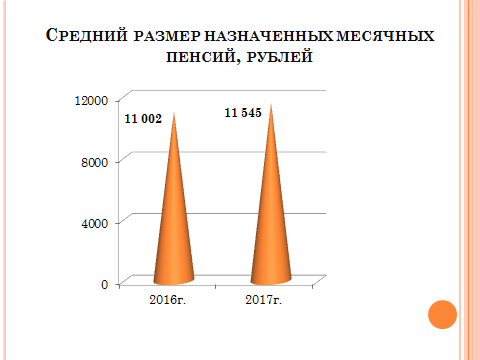 Средний размер назначенных месячных
пенсий, рублей
12000
11 002
11 545
8000
4000
0
2016г.
2017г.